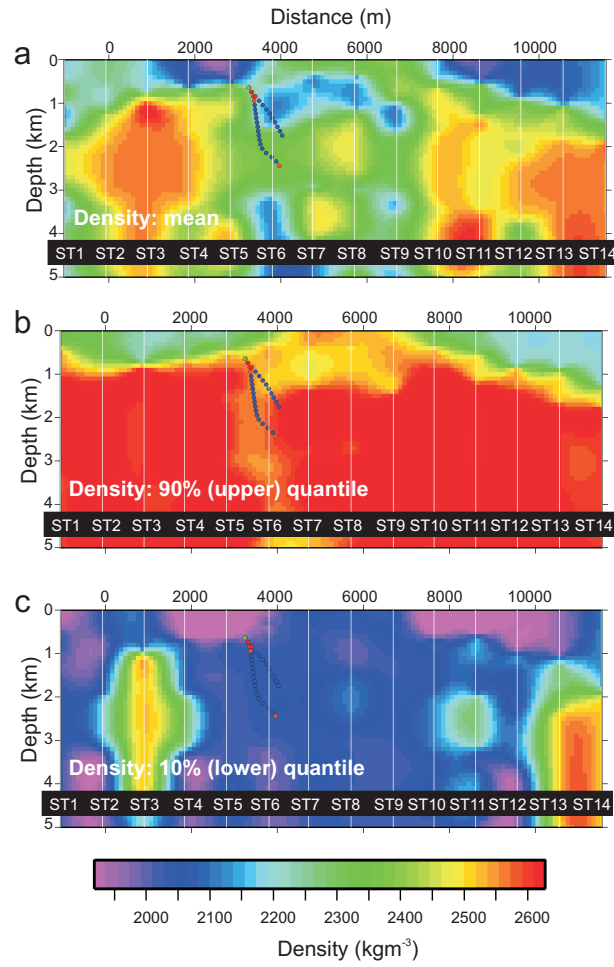 Distance (m)
a
0 2000 4000 6000 8000 10000
0
1
2
3
4
5
Depth (km)
Density: mean
ST1 ST2 ST3 ST4 ST5 ST6 ST7 ST8 ST9 ST10 ST11 ST12 ST13 ST14
b
0 2000 4000 6000 8000 10000
0
1
2
3
4
5
Depth (km)
Density: 90% (upper) quantile
ST1 ST2 ST3 ST4 ST5 ST6 ST7 ST8 ST9 ST10 ST11 ST12 ST13 ST14
c
0 2000 4000 6000 8000 10000
0
1
2
3
4
5
Depth (km)
Density: 10% (lower) quantile
ST1 ST2 ST3 ST4 ST5 ST6 ST7 ST8 ST9 ST10 ST11 ST12 ST13 ST14
2000 2100 2200 2300 2400 2500 2600
Density (kgm⁻³)